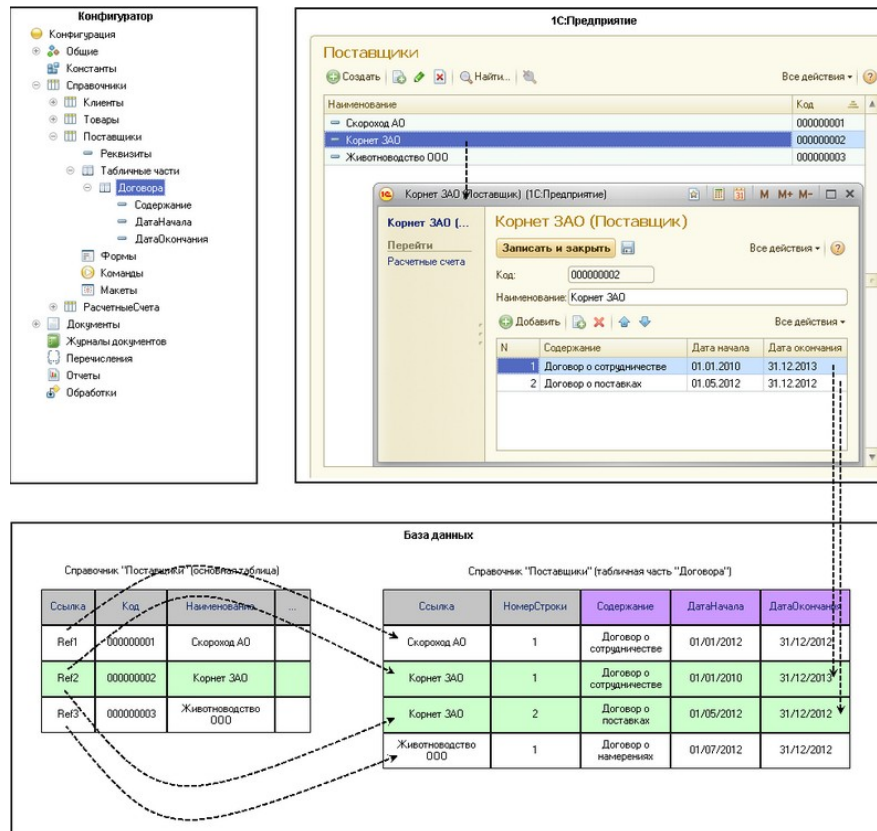 Конфигуратор
Конфигурация
Общие
Константы
Справочники
Клиенты
Товары
Поставщики
Реквизиты
Табличные части
Договора
Содержание
ДатаНачала
ДатаОкончания
Формы
Команды
Макеты
РасчетныеСчета
Документы
Журналы документов
Перечисления
Отчеты
Обработки
1С:Предприятие
Поставщики
Создать Найти... Все действия
Наименование Код
Скороход АО 000000001
Корнет ЗАО 000000002
Животноводство ООО 000000003
Корнет ЗАО (Поставщик) (1С:Предприятие) M M+ M-
Корнет ЗАО (...
Перейти
Расчетные счета
Корнет ЗАО (Поставщик)
Записать и закрыть Все действия
Код: 000000002
Наименование: Корнет ЗАО
Добавить Все действия
N Содержание Дата начала Дата окончания
1 Договор о сотрудничестве 01.01.2010 31.12.2013
2 Договор о поставках 01.05.2012 31.12.2012
База данных
Справочник "Поставщики" (основная таблица)
Ссылка Код Наименование ...
Ref1 000000001 Скороход АО
Ref2 000000002 Корнет ЗАО
Ref3 000000003 Животноводство
ООО
Справочник "Поставщики" (табличная часть "Договора")
Ссылка НомерСтроки Содержание ДатаНачала ДатаОкончания
Скороход АО 1 Договор о
сотрудничестве 01/01/2012 31/12/2012
Корнет ЗАО 1 Договор о
сотрудничестве 01/01/2010 31/12/2013
Корнет ЗАО 2 Договор о
поставках 01/05/2012 31/12/2012
Животноводство
ООО 1 Договор о
намерениях 01/07/2012 31/12/2012